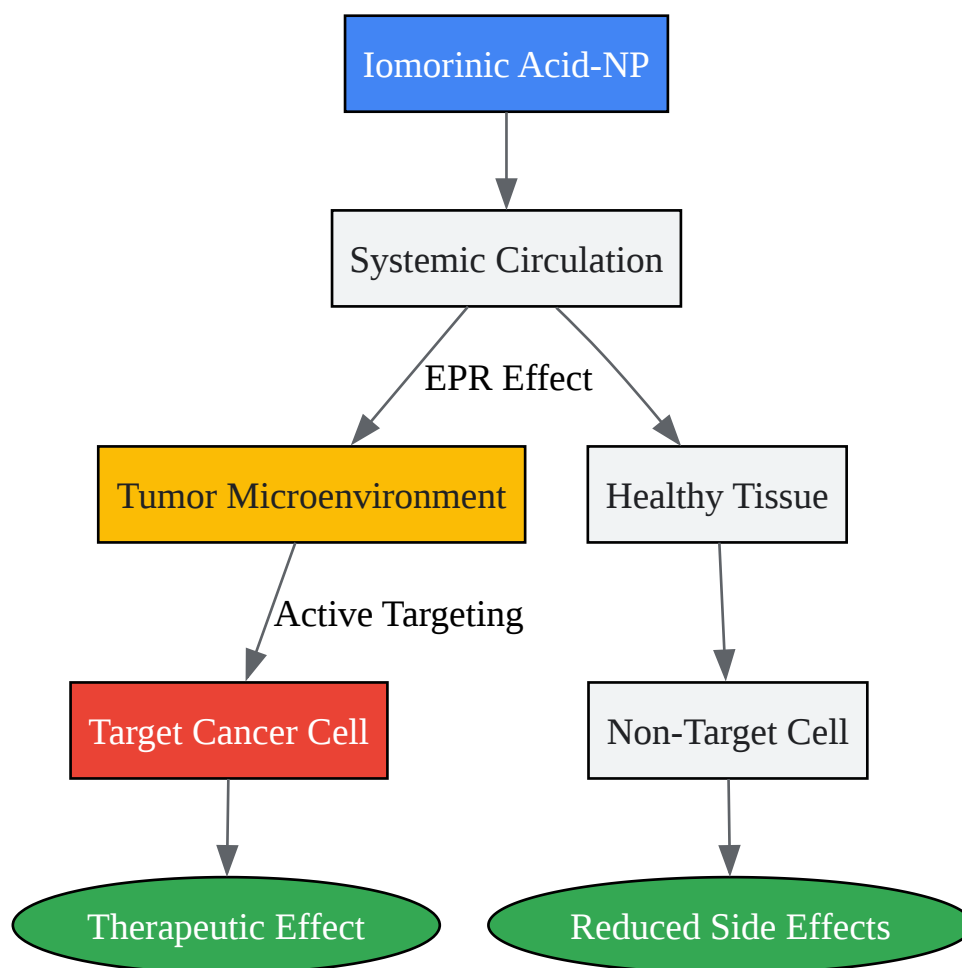 Iomorinic Acid-NP
Systemic Circulation
EPR Effect
Tumor Microenvironment
Healthy Tissue
Active Targeting
Target Cancer Cell
Non-Target Cell
Therapeutic Effect
Reduced Side Effects